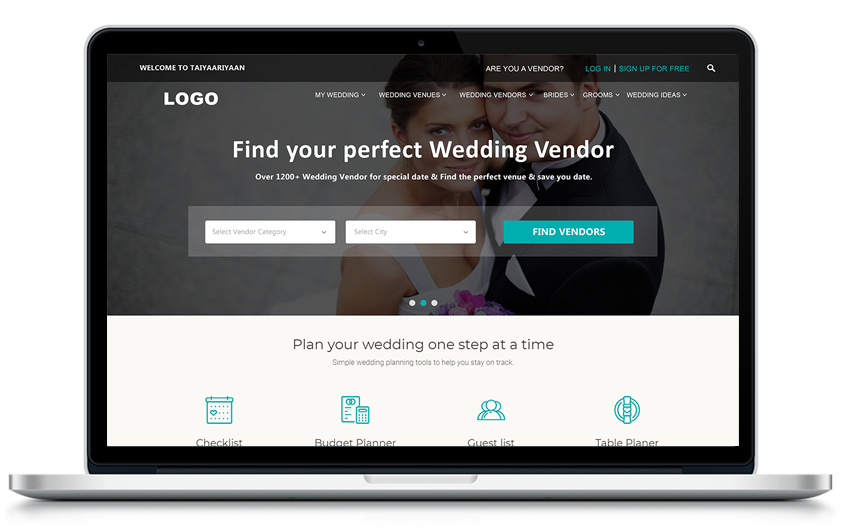 WELCOME TO TAIYAARIYAAN
ARE YOU A VENDOR?
LOG IN | SIGN UP FOR FREE
LOGO
MY WEDDING
WEDDING VENUES
WEDDING VENDORS
BRIDES
GROOMS
WEDDING IDEAS
Find your perfect Wedding Vendor
Over 1200+ Wedding Vendor for special date & Find the perfect venue & save you date.
Select Vendor Category
Select City
FIND VENDORS
Plan your wedding one step at a time
Simple wedding planning tools to help you stay on track.
Checklist
Budget Planner
Guest list
Table Planer